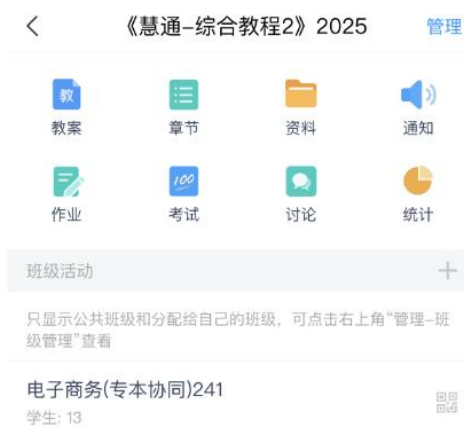 《慧通–综合教程2》2025 管理
教
教案 章节 资料 通知
100
作业 考试 讨论 统计
班级活动
只显示公共班级和分配给自己的班级，可点击右上角“管理–班
级管理”查看
电子商务(专本协同)241
学生: 13